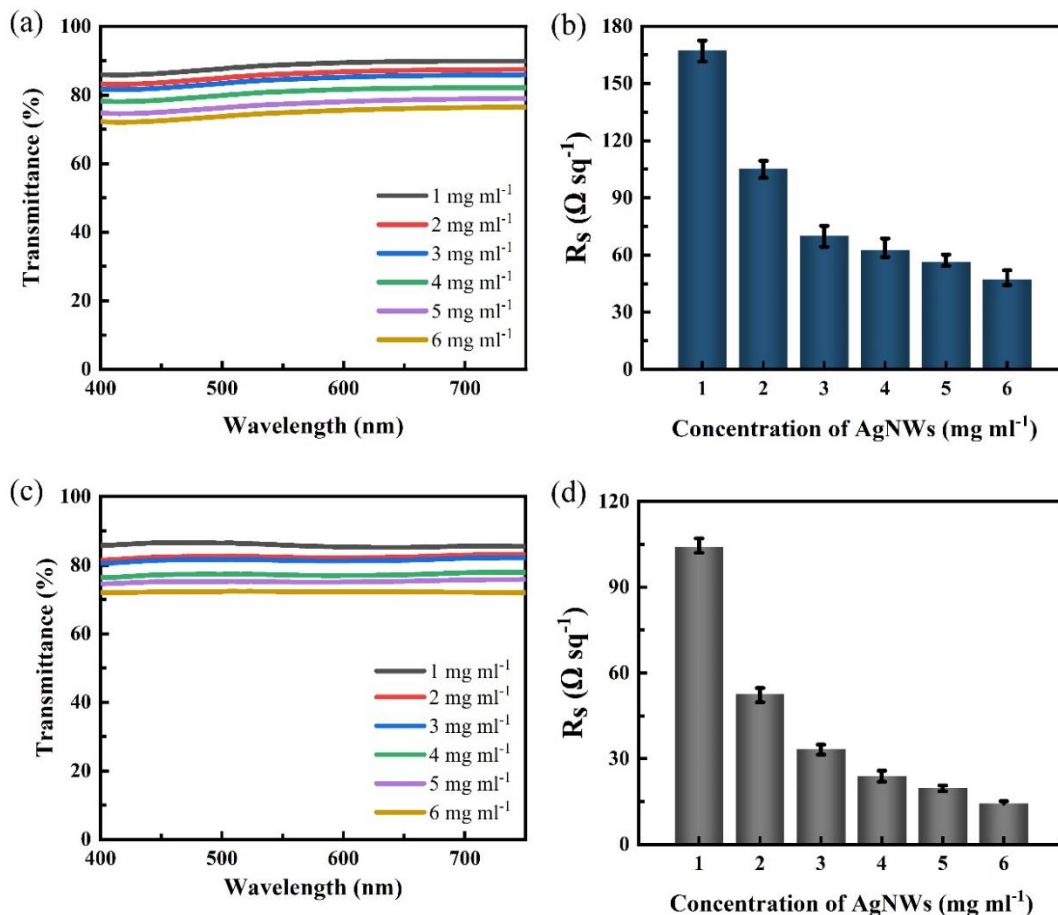 (a)
100
80
60
40
20
0
Transmittance (%)
1 mg ml⁻¹
2 mg ml⁻¹
3 mg ml⁻¹
4 mg ml⁻¹
5 mg ml⁻¹
6 mg ml⁻¹
400 500 600 700
Wavelength (nm)
(b)
180
150
120
90
60
30
0
R_S (Ω sq⁻¹)
1 2 3 4 5 6
Concentration of AgNWs (mg ml⁻¹)
(c)
100
80
60
40
20
0
Transmittance (%)
1 mg ml⁻¹
2 mg ml⁻¹
3 mg ml⁻¹
4 mg ml⁻¹
5 mg ml⁻¹
6 mg ml⁻¹
400 500 600 700
Wavelength (nm)
(d)
120
90
60
30
0
R_S (Ω sq⁻¹)
1 2 3 4 5 6
Concentration of AgNWs (mg ml⁻¹)